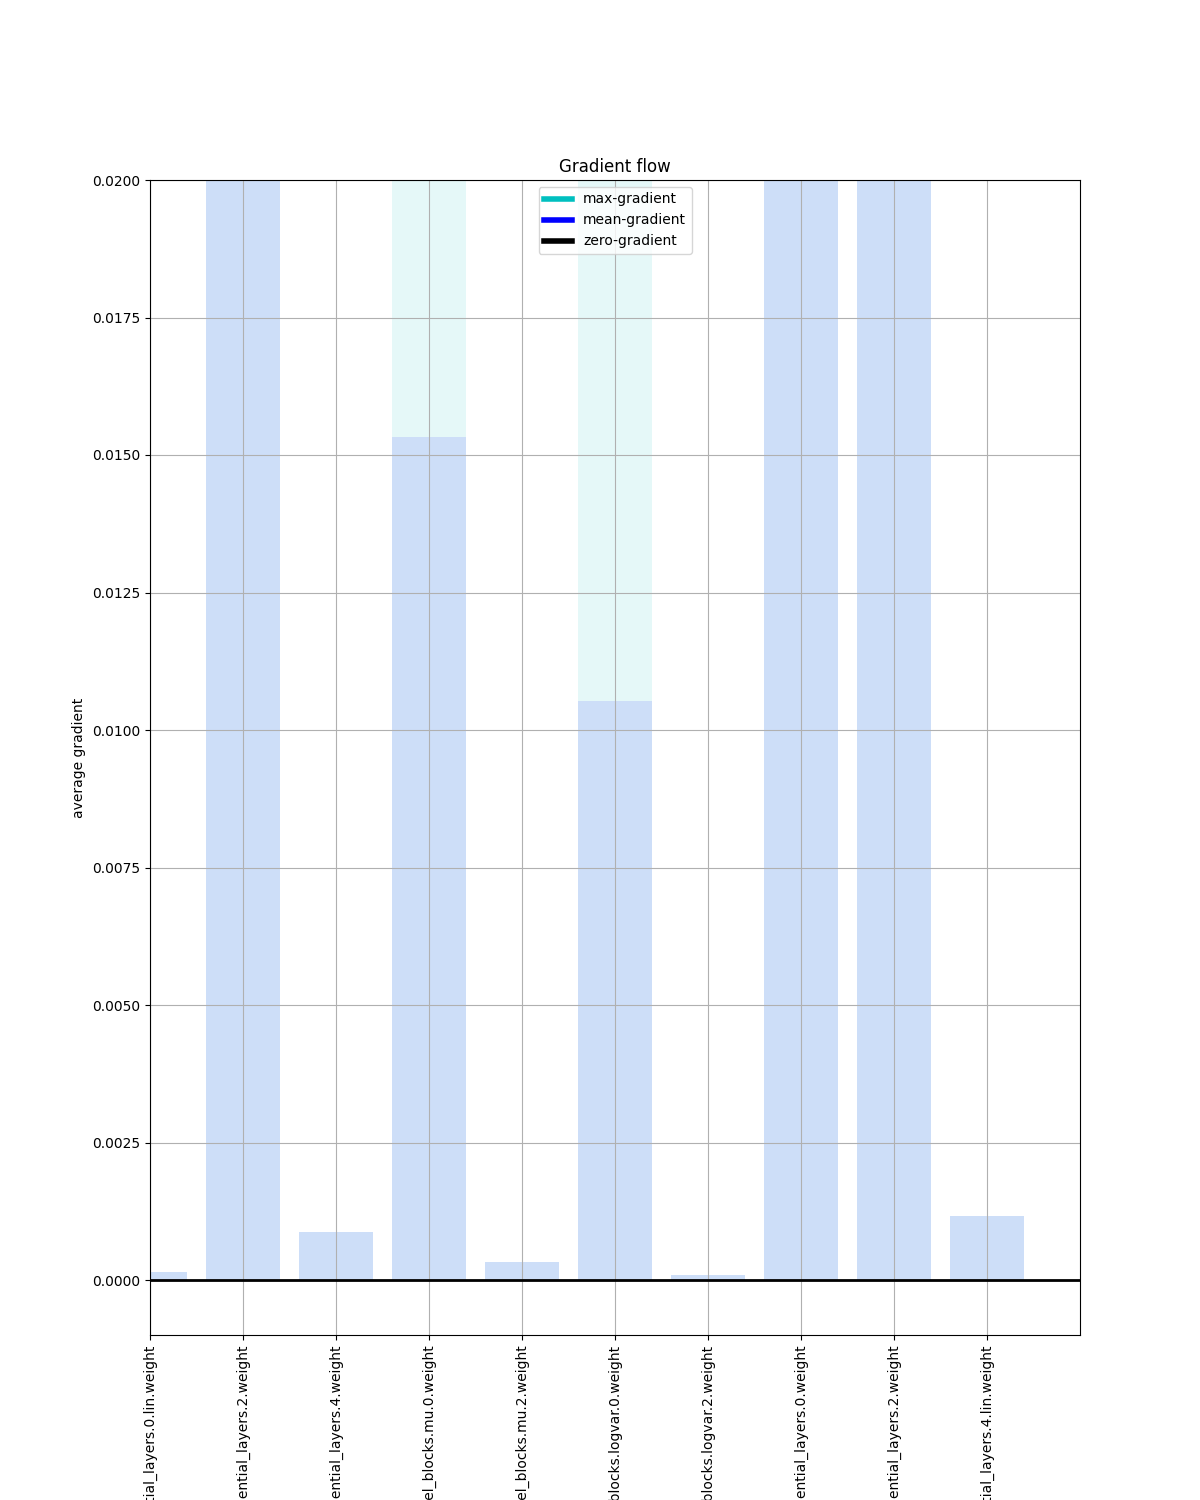 Gradient flow
max-gradient
mean-gradient
zero-gradient
0.0200
0.0175
0.0150
0.0125
0.0100
0.0075
0.0050
0.0025
0.0000
average gradient
tial_layers.0.lin.weight
ential_layers.2.weight
ential_layers.4.weight
el_blocks.mu.0.weight
el_blocks.mu.2.weight
blocks.logvar.0.weight
blocks.logvar.2.weight
ential_layers.0.weight
ential_layers.2.weight
tial_layers.4.lin.weight